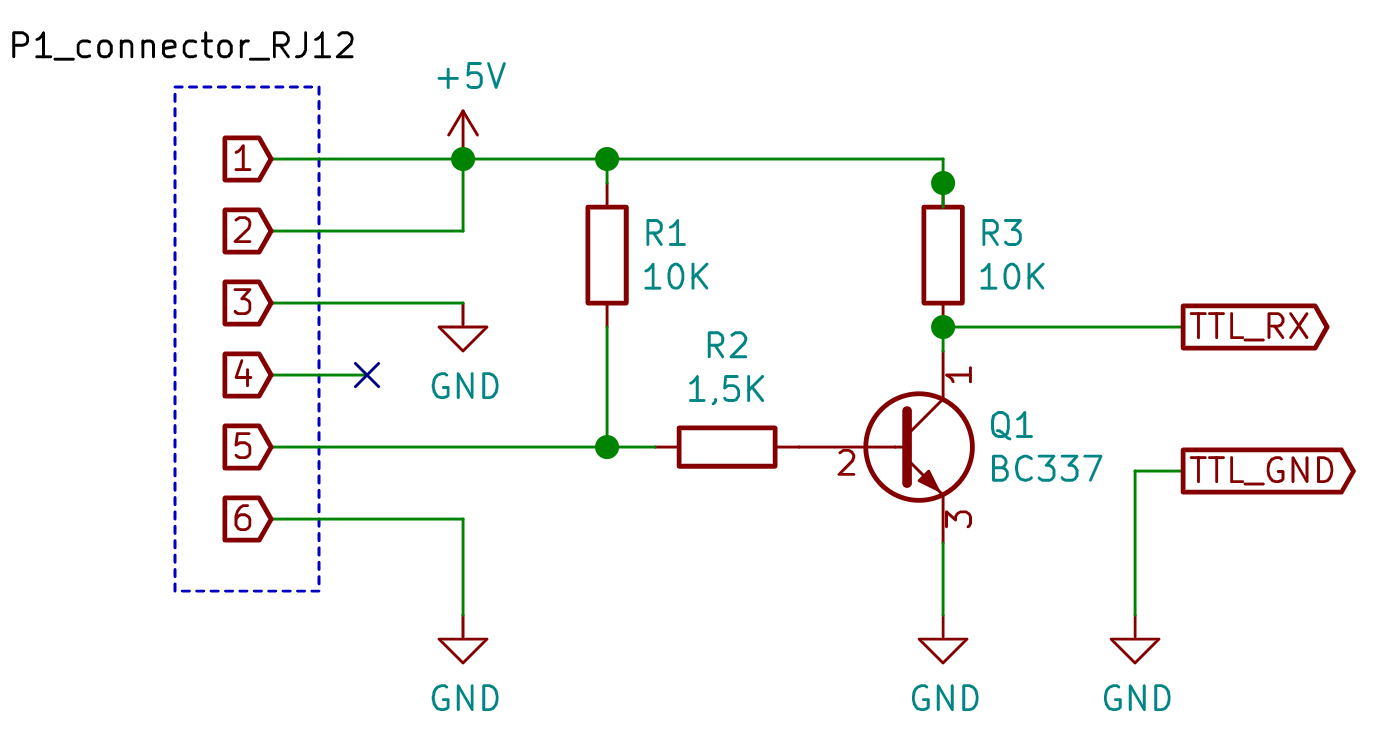 P1_connector_RJ12
+5V
1
2
3
4
5
6
GND
GND
R1
10K
R2
1,5K
R3
10K
1
2
3
Q1
BC337
GND
TTL_RX
TTL_GND
GND